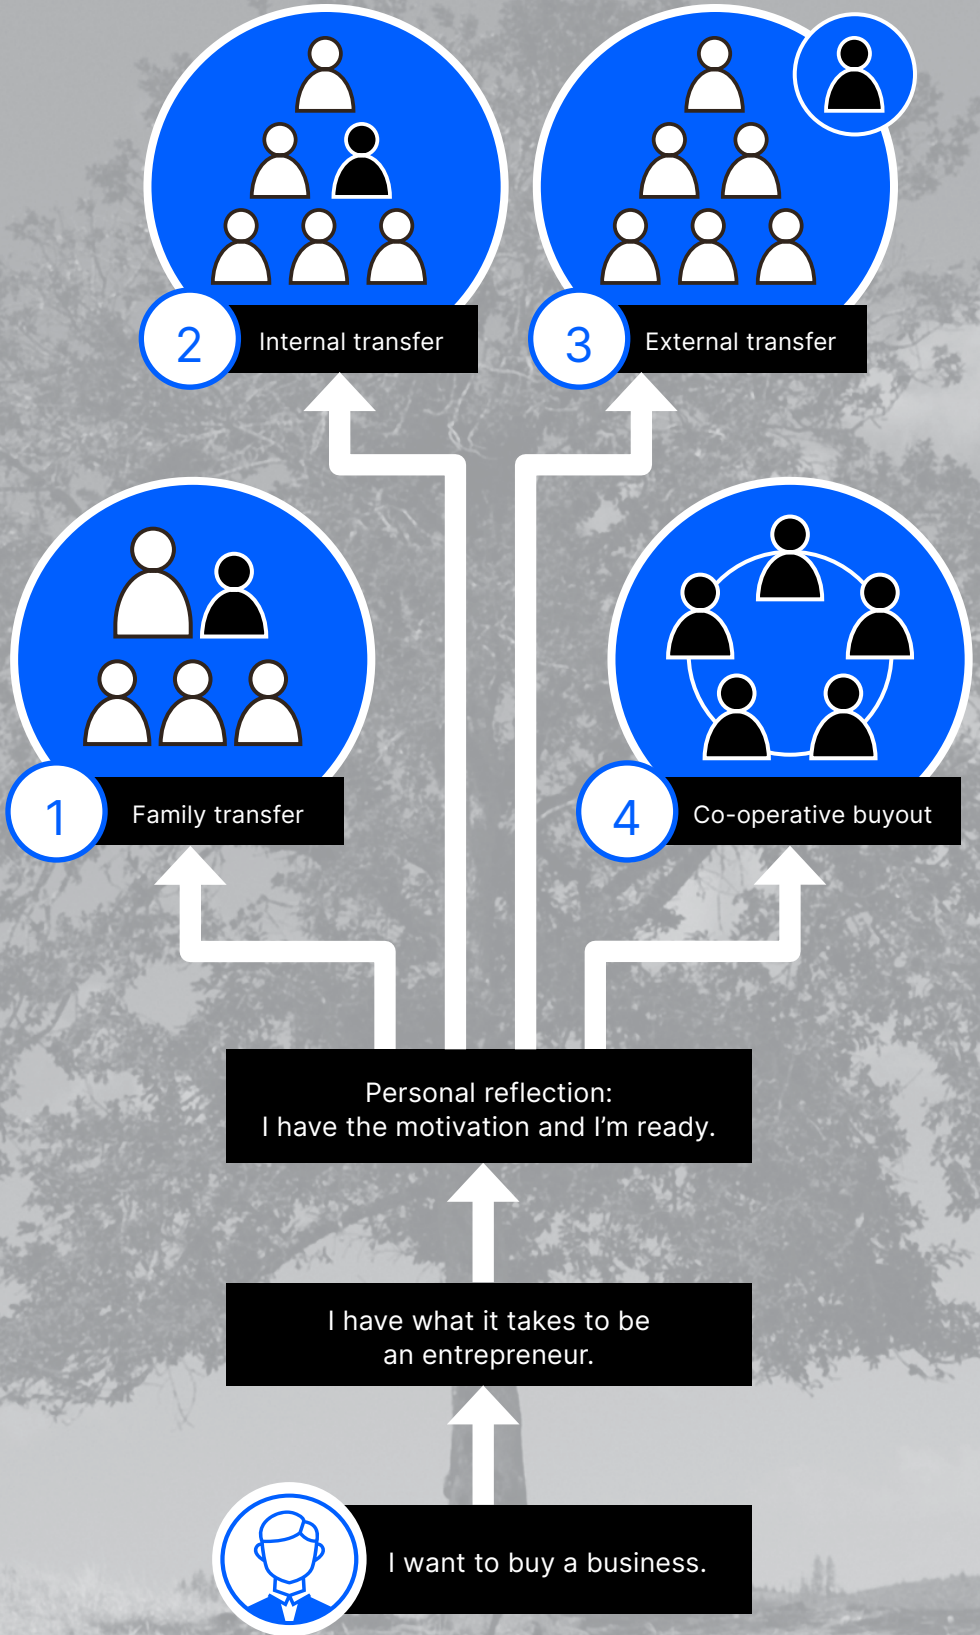 2
Internal transfer
3
External transfer
1
Family transfer
4
Co-operative buyout
Personal reflection:
I have the motivation and I’m ready.
I have what it takes to be
an entrepreneur.
I want to buy a business.